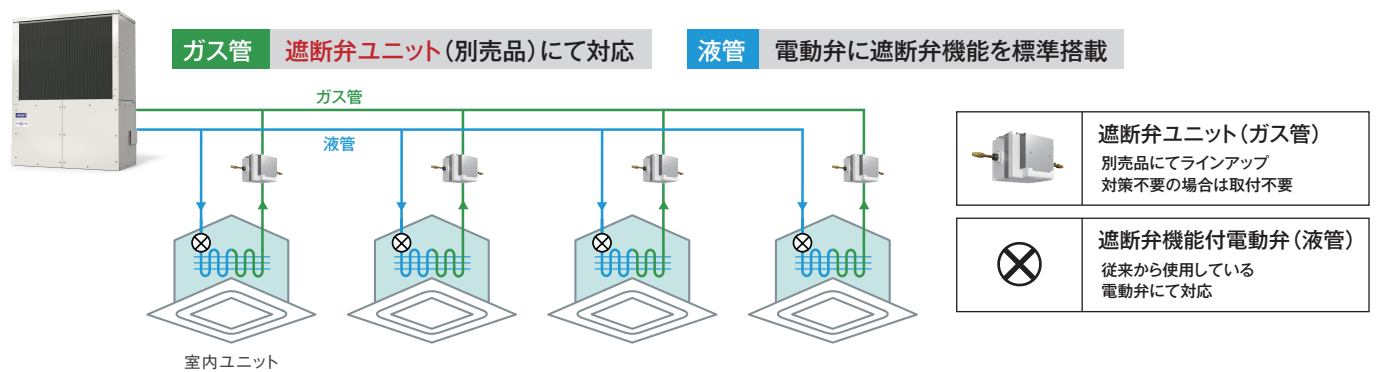 ガス管 遮断弁ユニット(別売品)にて対応
液管 電動弁に遮断弁機能を標準搭載
ガス管
液管
室内ユニット
遮断弁ユニット(ガス管)
別売品にてラインアップ
対策不要の場合は取付不要
遮断弁機能付電動弁(液管)
従来から使用している
電動弁にて対応